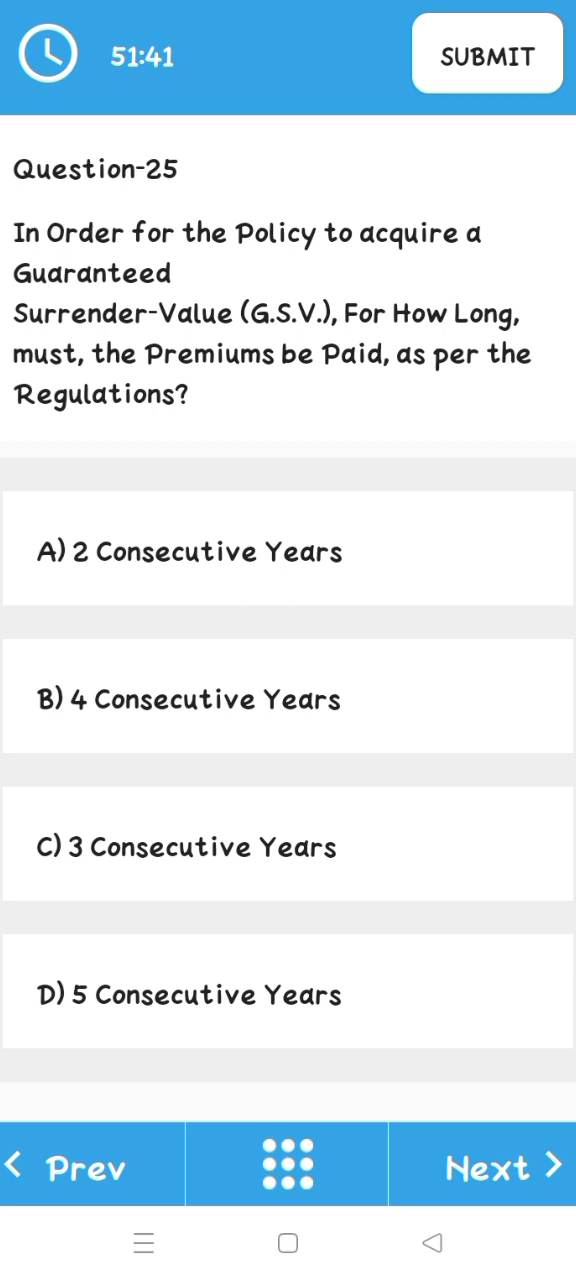 51:41
SUBMIT
Question-25
In Order for the Policy to acquire a
Guaranteed
Surrender-Value (G.S.V.), For How Long,
must, the Premiums be Paid, as per the
Regulations?
A) 2 Consecutive Years
B) 4 Consecutive Years
C) 3 Consecutive Years
D) 5 Consecutive Years
Prev
Next